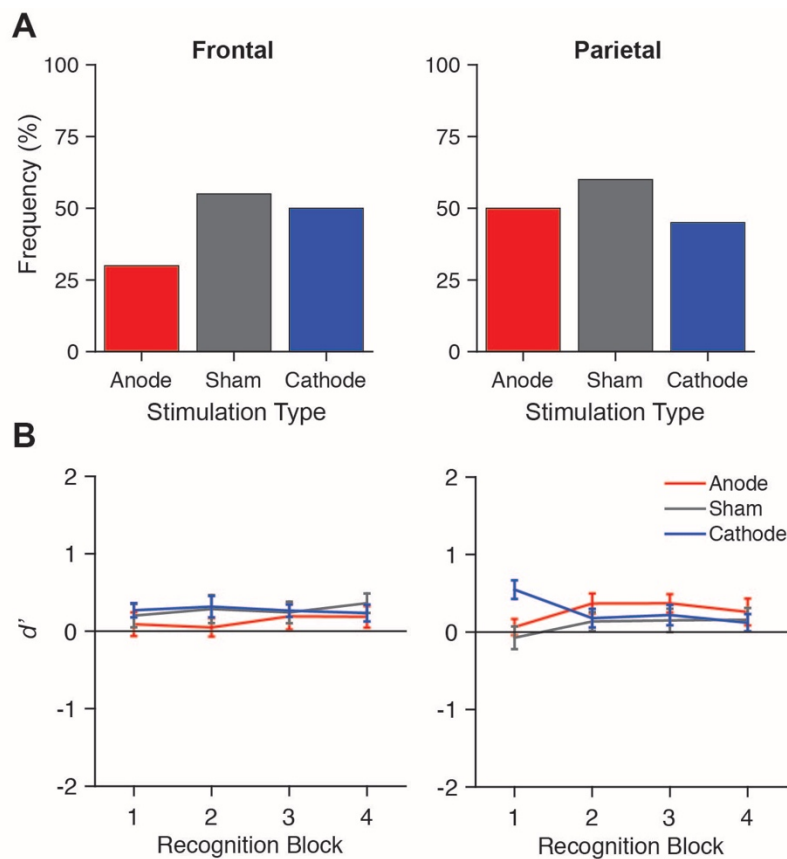 A
Frontal
Parietal
Frequency (%)
100
75
50
25
0
Anode Sham Cathode
Stimulation Type
100
75
50
25
0
Anode Sham Cathode
Stimulation Type
B
d'
2
1
0
-1
-2
1 2 3 4
Recognition Block
2
1
0
-1
-2
Anode
Sham
Cathode
1 2 3 4
Recognition Block